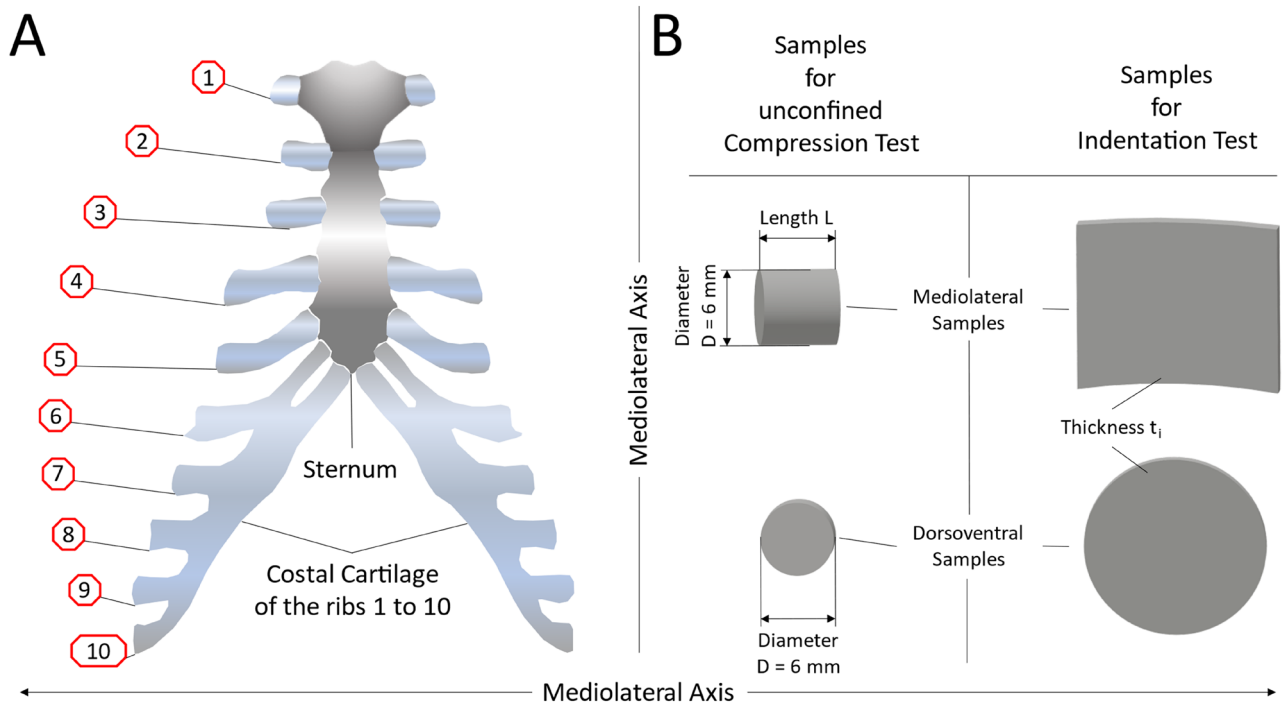 A
1
2
3
4
5
6
7
8
9
10
Sternum
Costal Cartilage
of the ribs 1 to 10
Mediolateral Axis
B
Samples
for
unconfined
Compression Test
Samples
for
Indentation Test
Length L
Diameter
D = 6 mm
Mediolateral
Samples
Thickness tᵢ
Dorsoventral
Samples
Diameter
D = 6 mm
Mediolateral Axis